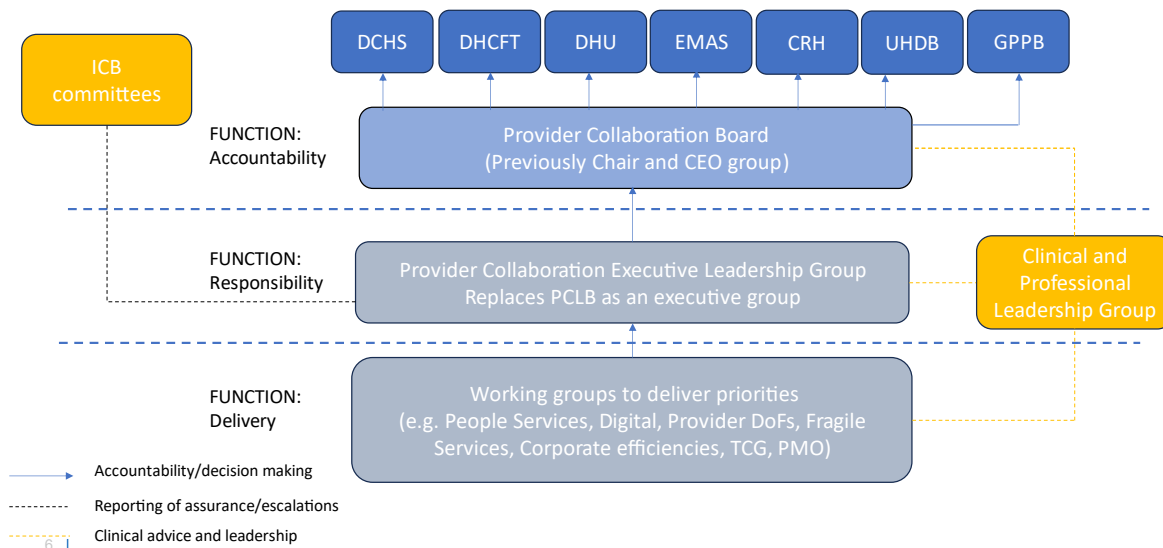 DCHS
DHCFT
DHU
EMAS
CRH
UHDB
GPPB
ICB
committees
FUNCTION:
Accountability
Provider Collaboration Board
(Previously Chair and CEO group)
FUNCTION:
Responsibility
Provider Collaboration Executive Leadership Group
Replaces PCLB as an executive group
Clinical and
Professional
Leadership Group
FUNCTION:
Delivery
Working groups to deliver priorities
(e.g. People Services, Digital, Provider DoFs, Fragile
Services, Corporate efficiencies, TCG, PMO)
Accountability/decision making
Reporting of assurance/escalations
Clinical advice and leadership
6